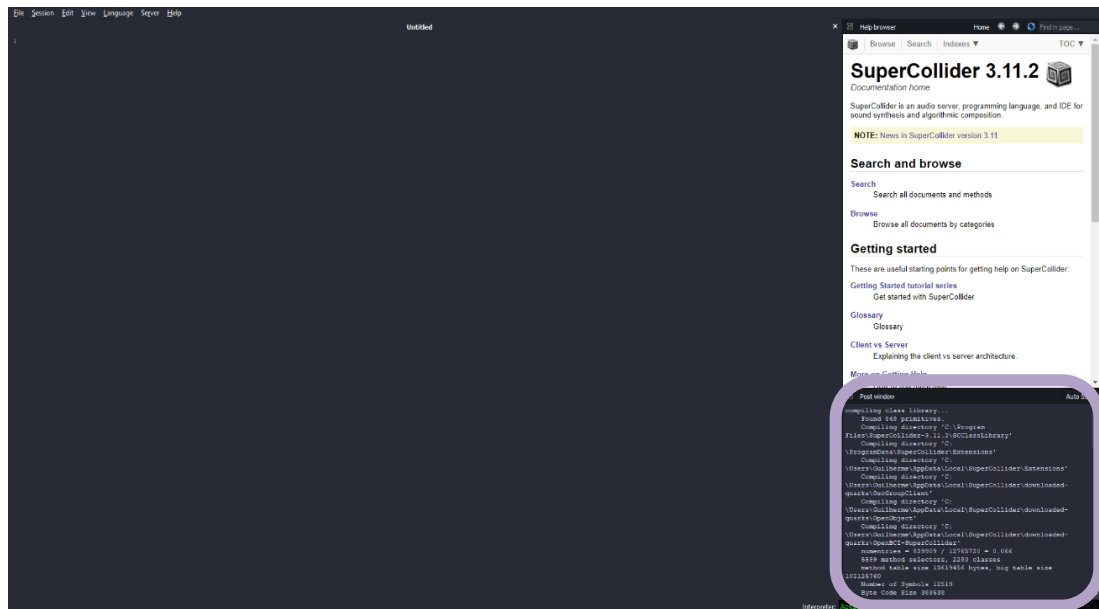 File Session Edit View Language Server Help
Untitled
1
Help browser
Home
Find in page...
Browse Search Indexes ▼ TOC ▼
SuperCollider 3.11.2
Documentation home
SuperCollider is an audio server, programming language, and IDE for
sound synthesis and algorithmic composition.
NOTE: News in SuperCollider version 3.11
Search and browse
Search
Search all documents and methods
Browse
Browse all documents by categories
Getting started
These are useful starting points for getting help on SuperCollider:
Getting Started tutorial series
Get started with SuperCollider
Glossary
Glossary
Client vs Server
Explaining the client vs server architecture.
More on Getting Help
Post window
Auto
compiling class library...
Found 868 primitives.
Compiling directory 'C:\Program
Files\SuperCollider-3.11.2\SCClassLibrary'
Compiling directory 'C:
\ProgramData\SuperCollider\Extensions'
Compiling directory 'C:
\Users\Guilherme\AppData\Local\SuperCollider\Extensions'
Compiling directory 'C:
\Users\Guilherme\AppData\Local\SuperCollider\downloaded-
quarks\OscGroupClient'
Compiling directory 'C:
\Users\Guilherme\AppData\Local\SuperCollider\downloaded-
quarks\OpenObject'
Compiling directory 'C:
\Users\Guilherme\AppData\Local\SuperCollider\downloaded-
quarks\OpenBCI-SuperCollider'
numentries = 839909 / 12765720 = 0.066
5599 method selectors, 2280 classes
method table size 13619456 bytes, big table size
102125760
Number of Symbols 12519
Byte Code Size 383638
Interpreter: